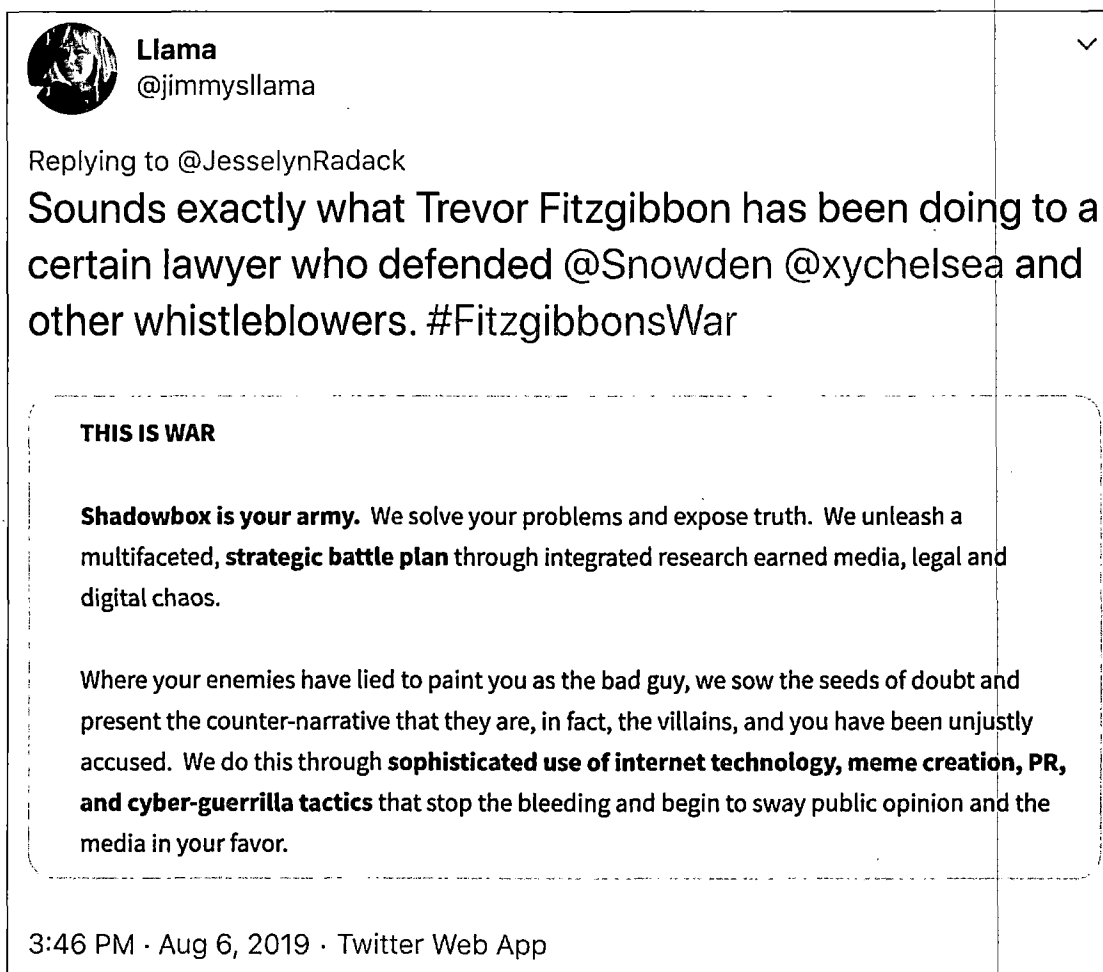 Llama
@jimmysllama
Replying to @JesselynRadack
Sounds exactly what Trevor Fitzgibbon has been doing to a
certain lawyer who defended @Snowden @xychelsea and
other whistleblowers. #FitzgibbonsWar
THIS IS WAR
Shadowbox is your army. We solve your problems and expose truth. We unleash a
multifaceted, strategic battle plan through integrated research earned media, legal and
digital chaos.
Where your enemies have lied to paint you as the bad guy, we sow the seeds of doubt and
present the counter-narrative that they are, in fact, the villains, and you have been unjustly
accused. We do this through sophisticated use of internet technology, meme creation, PR,
and cyber-guerrilla tactics that stop the bleeding and begin to sway public opinion and the
media in your favor.
3:46 PM · Aug 6, 2019 · Twitter Web App